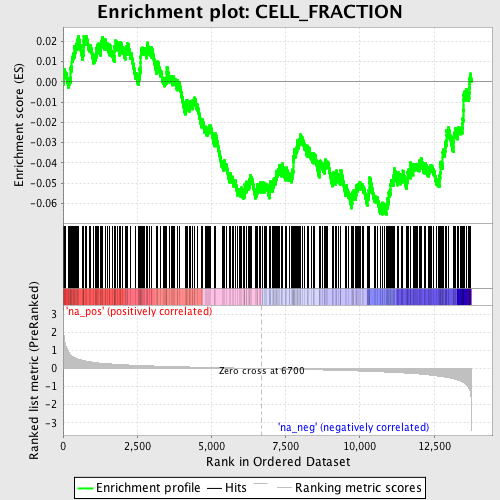 Enrichment plot: CELL_FRACTION
Enrichment score (ES)
0.02
0.01
0.00
-0.01
-0.02
-0.03
-0.04
-0.05
-0.06
'na_pos' (positively correlated)
Ranked list metric (PreRanked)
3
2
1
0
-1
-2
-3
Zero cross at 6700
'na_neg' (negatively correlated)
0
2,500
5,000
7,500
10,000
12,500
Rank in Ordered Dataset
Enrichment profile
Hits
Ranking metric scores